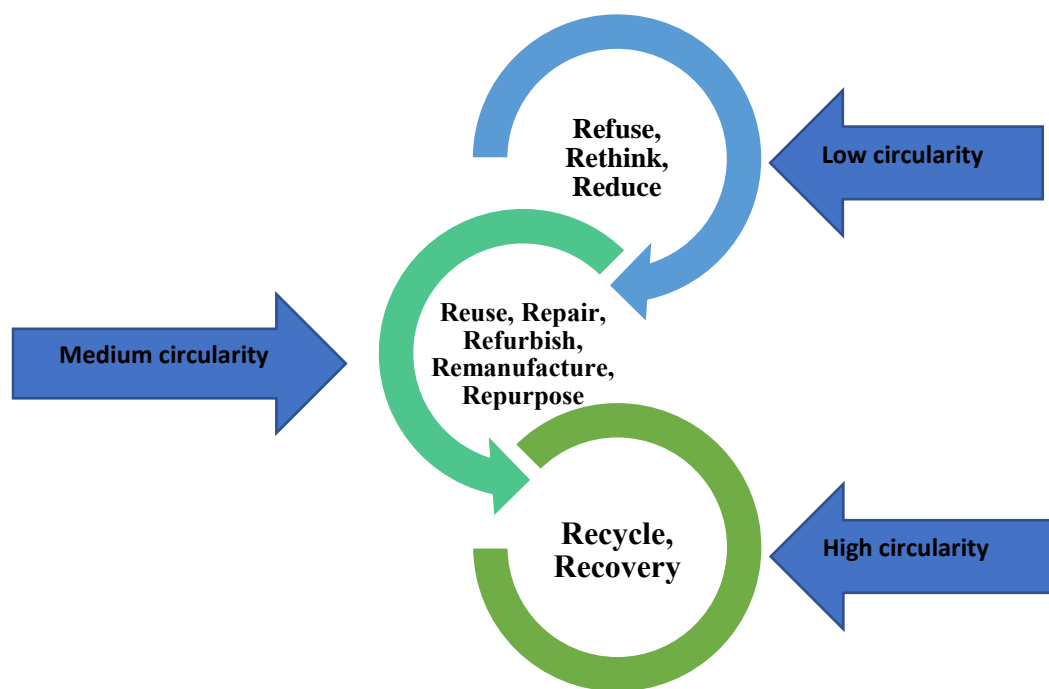 Refuse,
Rethink,
Reduce
Low circularity
Reuse, Repair,
Refurbish,
Remanufacture,
Repurpose
Medium circularity
Recycle,
Recovery
High circularity